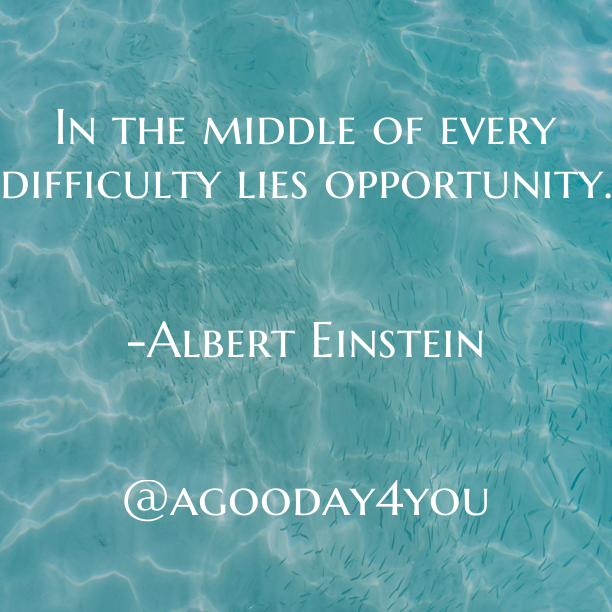 In the middle of every
difficulty lies opportunity.
-Albert Einstein
@agooday4you